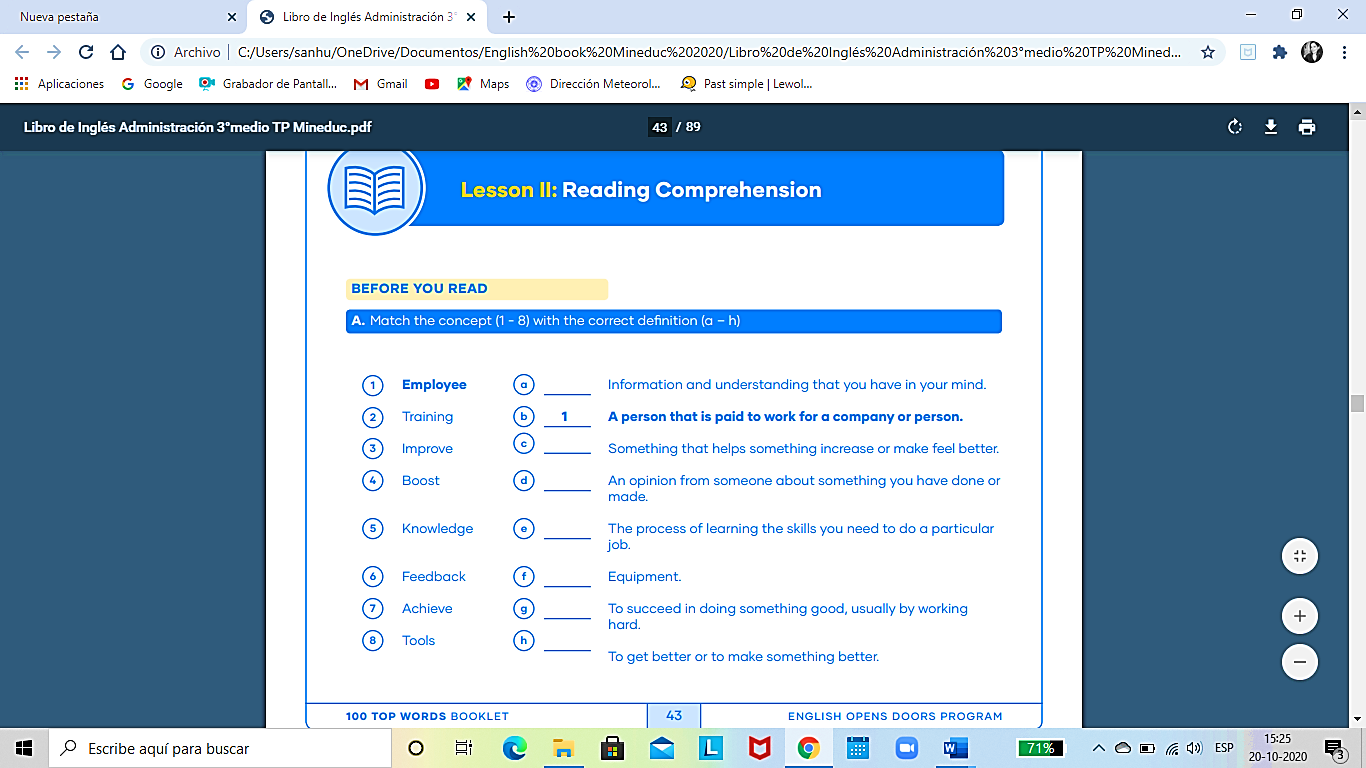 Nueva pestaña
Libro de Inglés Administración 3°
Archivo
C:/Users/sanhu/OneDrive/Documentos/English%20book%20Mineduc%202020/Libro%20de%20Inglés%20Administración%203°medio%20TP%20Mined...
Aplicaciones Google Grabador de Pantall... Gmail Maps Dirección Meteorol... Past simple | Lewol...
Libro de Inglés Administración 3°medio TP Mineduc.pdf 43 / 89
Lesson II: Reading Comprehension
BEFORE YOU READ
A. Match the concept (1 - 8) with the correct definition (a – h)
1 Employee a ______ Information and understanding that you have in your mind.
2 Training b 1 A person that is paid to work for a company or person.
3 Improve c ______ Something that helps something increase or make feel better.
4 Boost d ______ An opinion from someone about something you have done or
made.
5 Knowledge e ______ The process of learning the skills you need to do a particular
job.
6 Feedback f ______ Equipment.
7 Achieve g ______ To succeed in doing something good, usually by working
hard.
8 Tools h ______
To get better or to make something better.
100 TOP WORDS BOOKLET 43 ENGLISH OPENS DOORS PROGRAM
Escribe aquí para buscar 71% ESP 15:25
20-10-2020 3